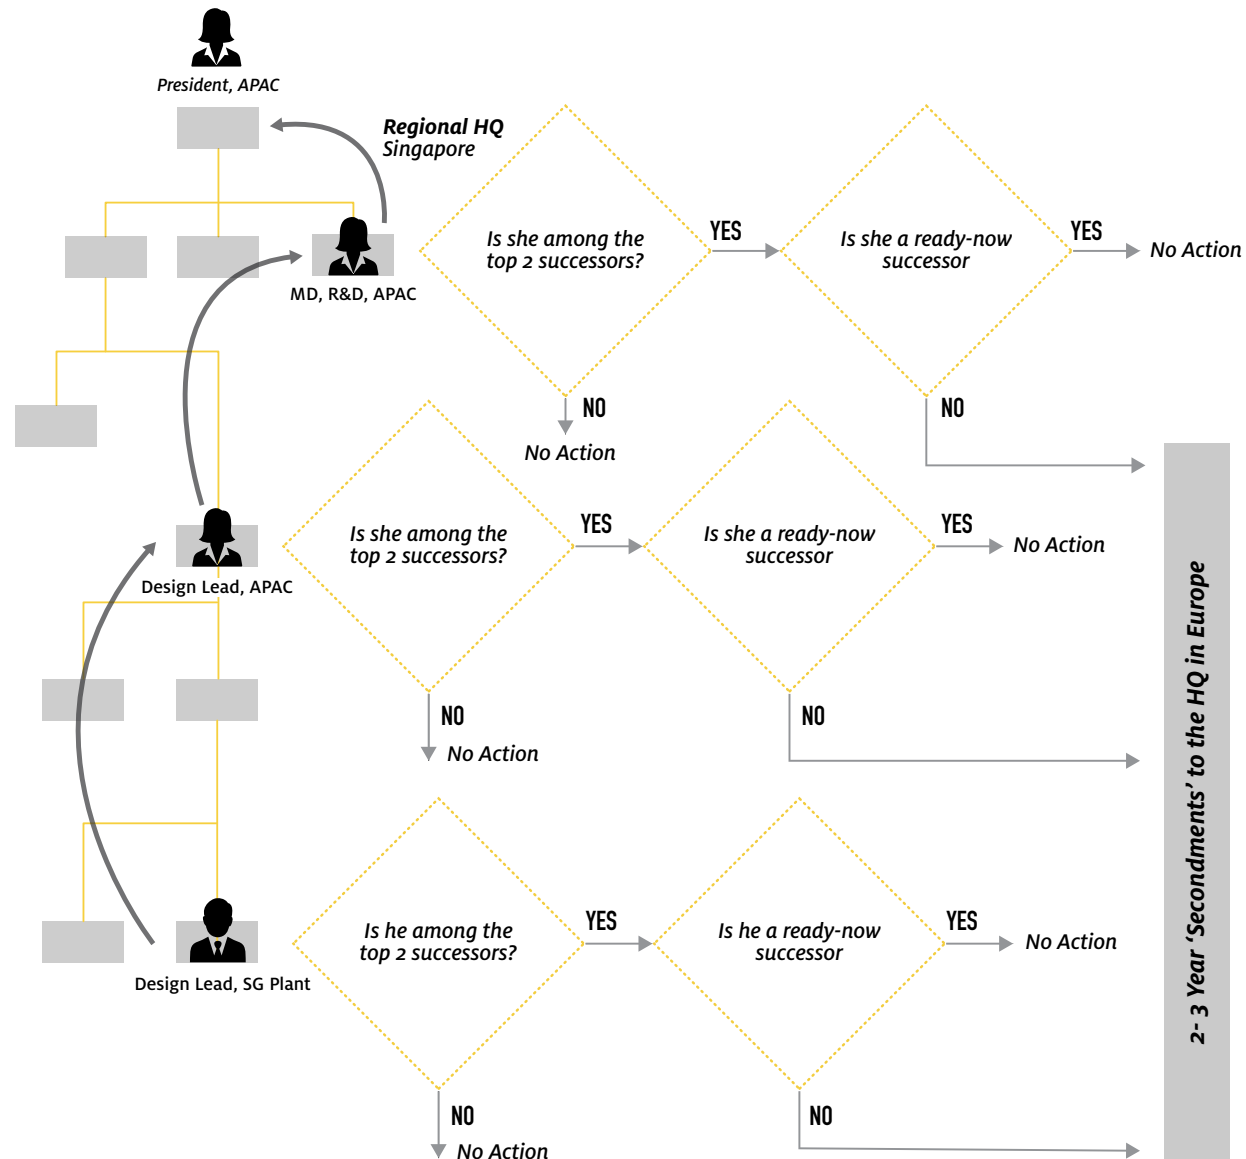 President, APAC
Regional HQ
Singapore
MD, R&D, APAC
Is she among the
top 2 successors?
YES
Is she a ready-now
successor
YES
No Action
NO
No Action
NO
Design Lead, APAC
Is she among the
top 2 successors?
YES
Is she a ready-now
successor
YES
No Action
NO
No Action
NO
Design Lead, SG Plant
Is he among the
top 2 successors?
YES
Is he a ready-now
successor
YES
No Action
NO
No Action
NO
2- 3 Year ‘Secondments’ to the HQ in Europe